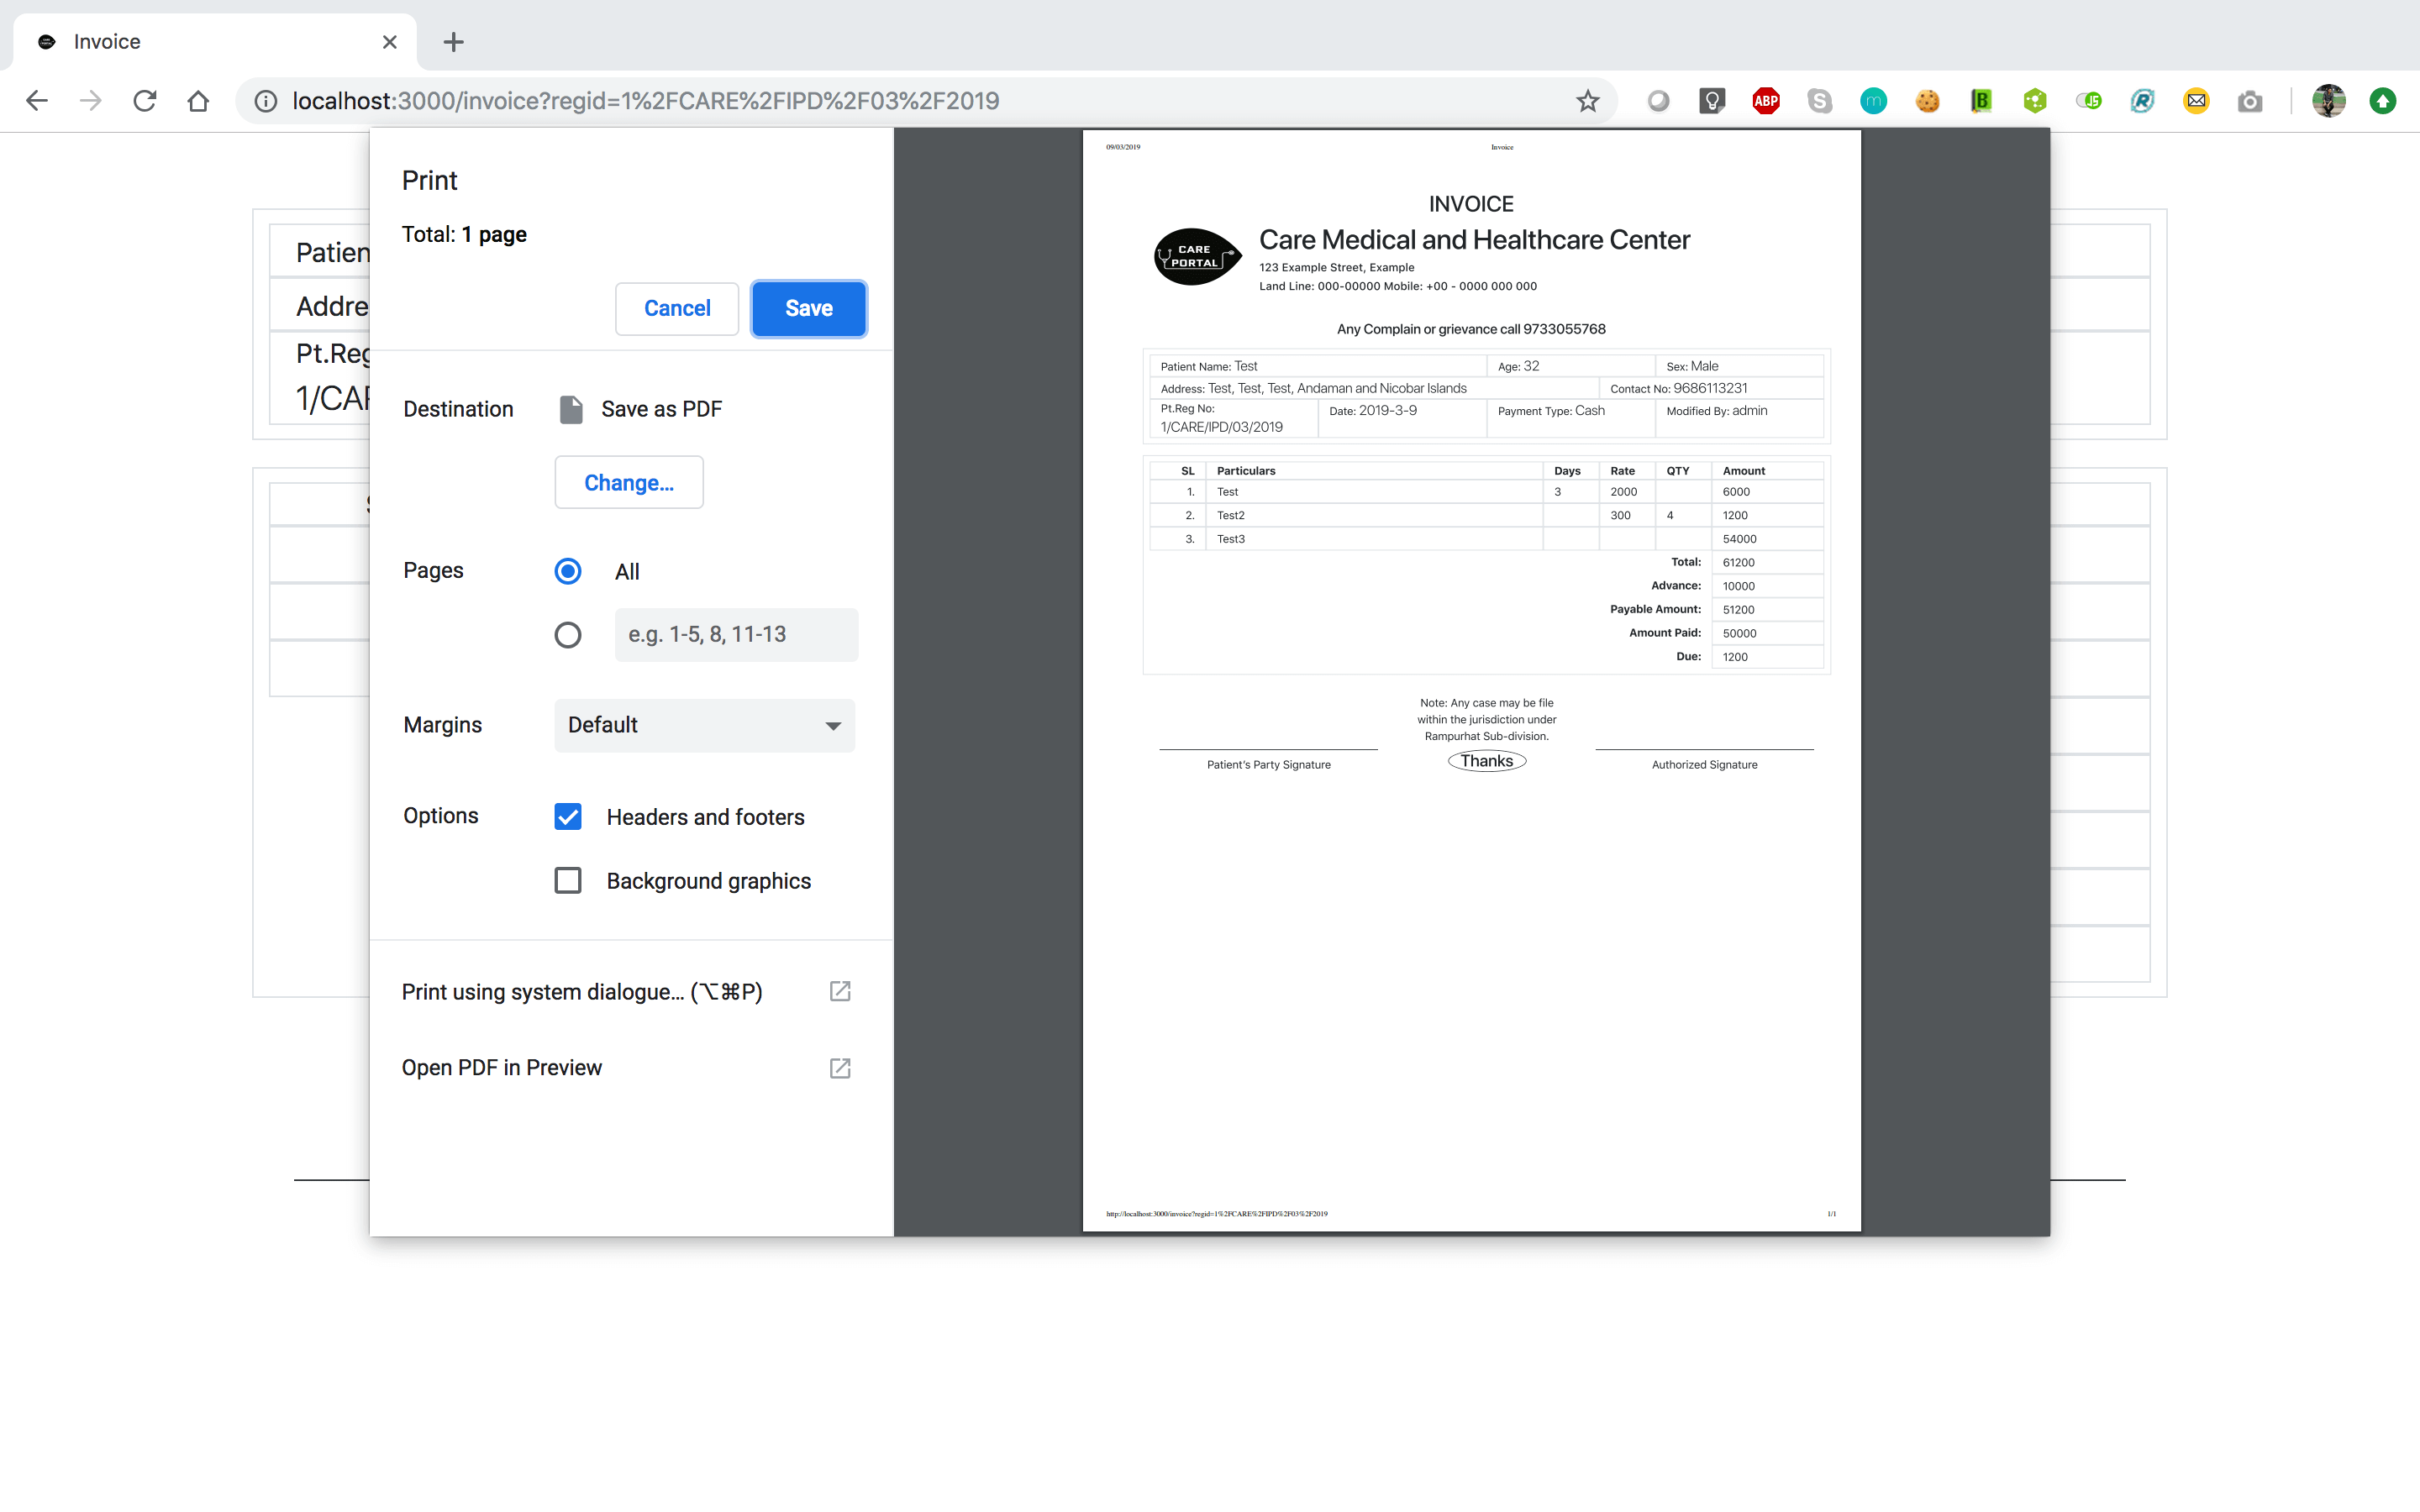 Invoice
localhost:3000/invoice?regid=1%2FCARE%2FIPD%2F03%2F2019
ABP
S
m
B
JS
R
Patien
Addre
Pt.Reg
1/CAR
Print
Total: 1 page
Cancel
Save
Destination
Save as PDF
Change...
Pages
All
e.g. 1-5, 8, 11-13
Margins
Default
Options
Headers and footers
Background graphics
Print using system dialogue... (⌥⌘P)
Open PDF in Preview
09/03/2019 Invoice
INVOICE
CARE PORTAL
Care Medical and Healthcare Center
123 Example Street, Example
Land Line: 000-00000 Mobile: +00 - 0000 000 000
Any Complain or grievance call 9733055768
Patient Name: Test Age: 32 Sex: Male
Address: Test, Test, Test, Andaman and Nicobar Islands Contact No: 9686113231
Pt.Reg No: Date: 2019-3-9 Payment Type: Cash Modified By: admin
1/CARE/IPD/03/2019
SL Particulars Days Rate QTY Amount
1. Test 3 2000 6000
2. Test2 300 4 1200
3. Test3 54000
Total: 61200
Advance: 10000
Payable Amount: 51200
Amount Paid: 50000
Due: 1200
Note: Any case may be file
within the jurisdiction under
Rampurhat Sub-division.
Thanks
Patient's Party Signature
Authorized Signature
http://localhost:3000/invoice?regid=1%2FCARE%2FIPD%2F03%2F2019 1/1